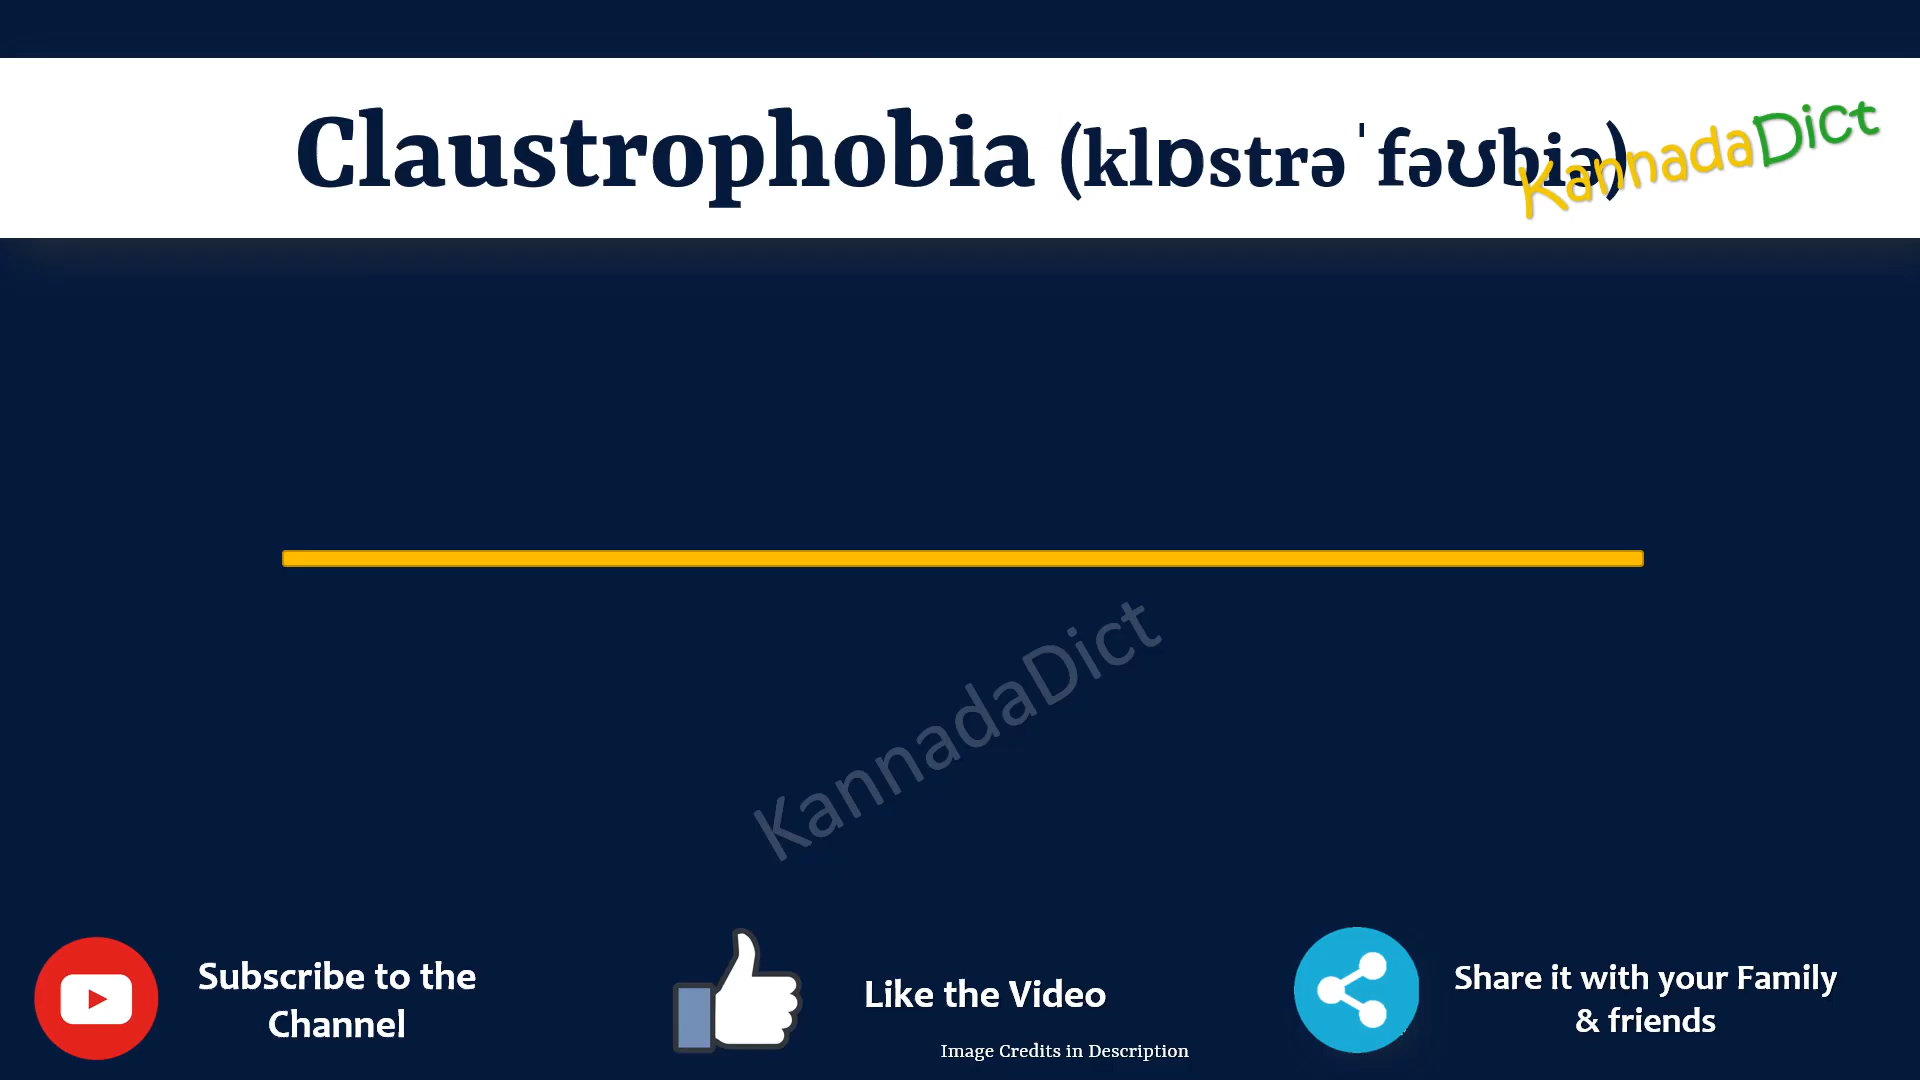 Claustrophobia (klɒstrəˈfəʊbiə)
KannadaDict
KannadaDict
Subscribe to the
Channel
Like the Video
Share it with your Family
& friends
Image Credits in Description